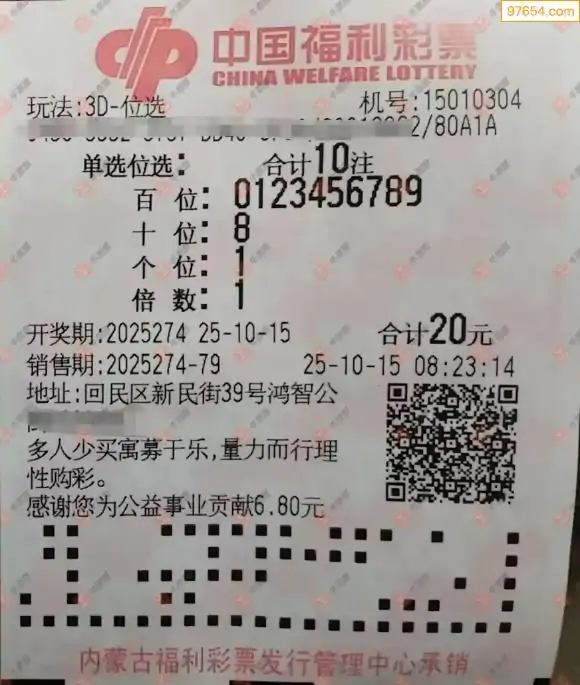 97654.com
中国福利彩票
CHINA WELFARE LOTTERY
玩法:3D-位选 机号:15010304
2/80A1A
单选位选: 合计10注
百 位: 0123456789
十 位: 8
个 位: 1
倍 数: 1
开奖期:2025274 25-10-15 合计20元
销售期:2025274-79 25-10-15 08:23:14
地址:回民区新民街39号鸿智公
多人少买寓募于乐,量力而行理
性购彩。
感谢您为公益事业贡献6.80元
内蒙古福利彩票发行管理中心承销